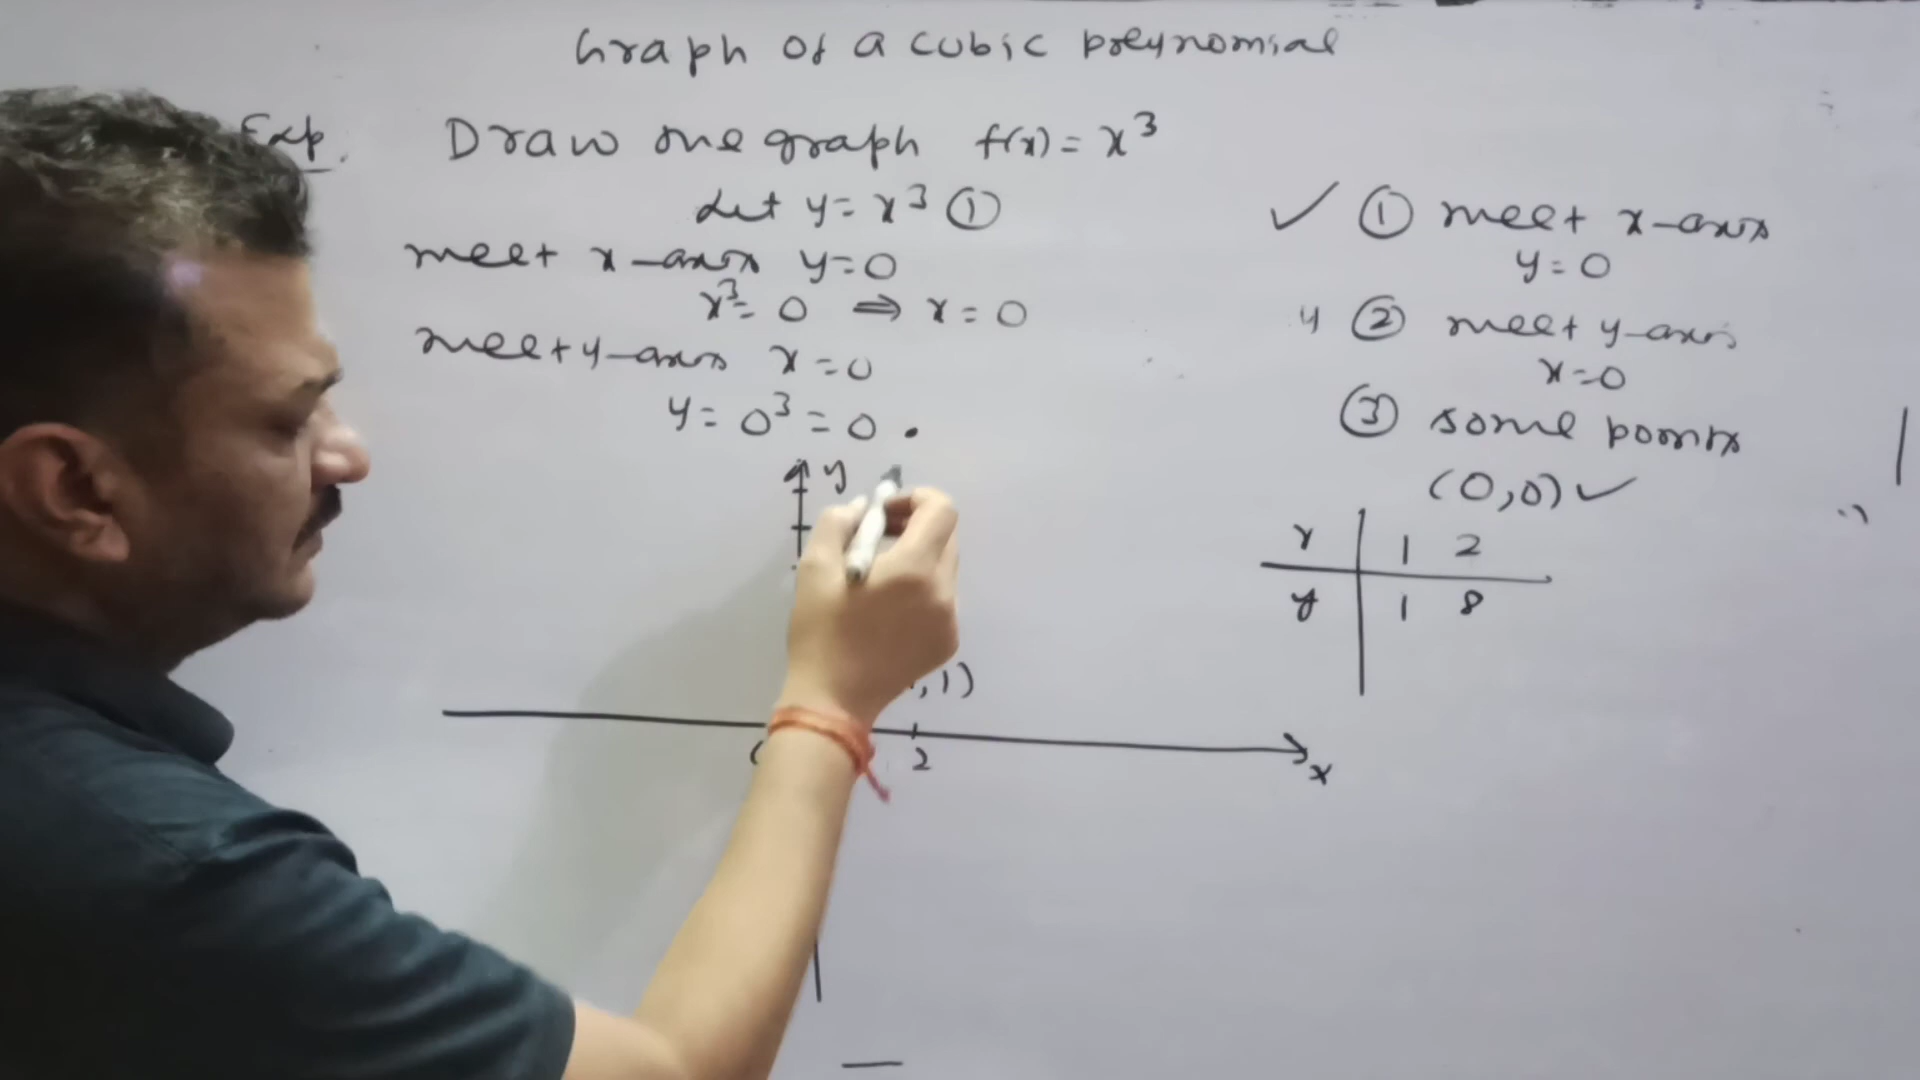 Graph of a cubic polynomial
Exp. Draw the graph f(x) = x³
Let y = x³ ①
meet x-axis y=0
x³ = 0 ⇒ x = 0
meet y-axis x = 0
y = 0³ = 0 .
✓ ① meet x-axis
y = 0
4 ② meet y-axis
x = 0
③ some points
(0,0) ✓
x | 1 2
y | 1 8
y
,1)
2
x